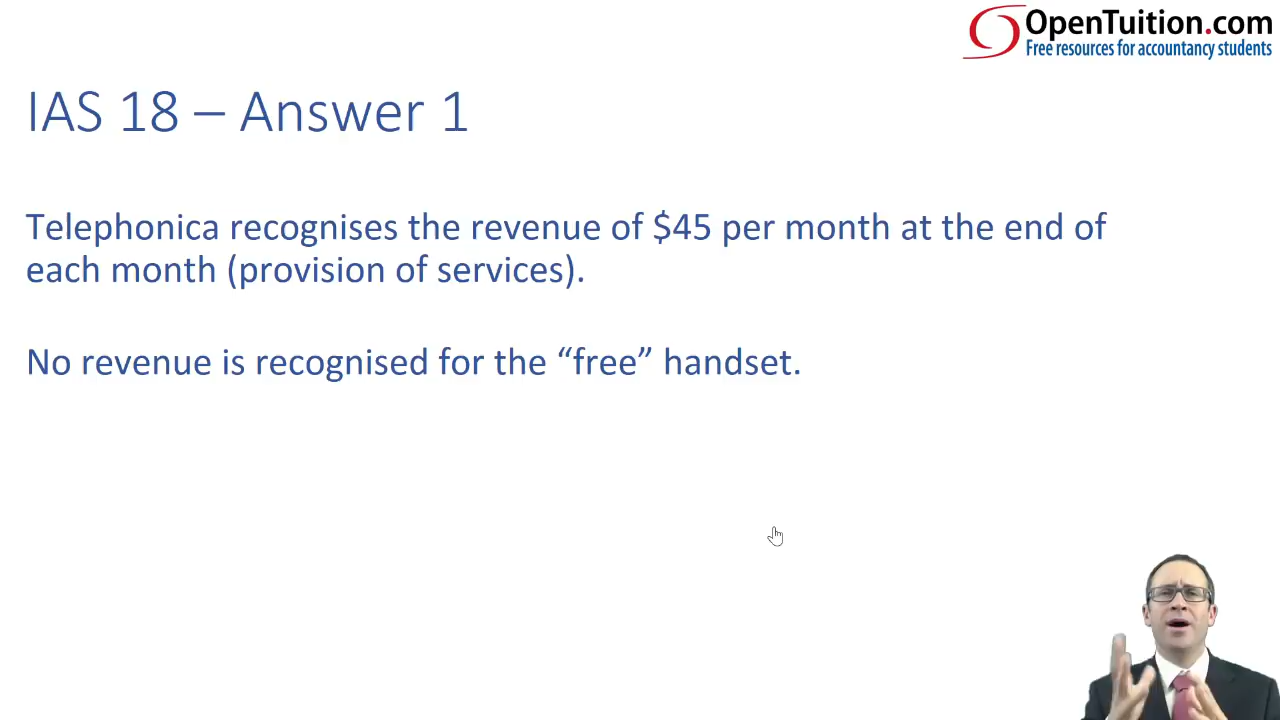 OpenTuition.com
Free resources for accountancy students
IAS 18 – Answer 1
Telephonica recognises the revenue of $45 per month at the end of
each month (provision of services).
No revenue is recognised for the “free” handset.